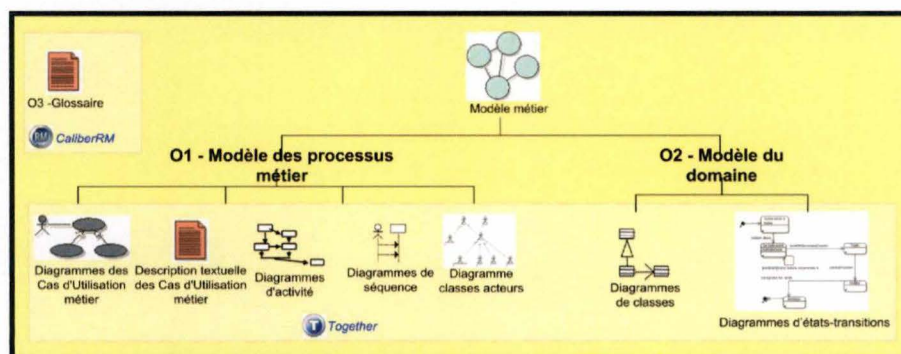 O3 -Glossaire
RM
CaliberRM
Modèle métier
O1 - Modèle des processus
métier
O2 - Modèle du
domaine
Diagrammes des
Cas d'Utilisation
métier
Description textuelle
des Cas d'Utilisation
métier
Diagrammes
d'activité
Diagrammes de
séquence
Diagramme
classes acteurs
Diagrammes
de classes
Diagrammes d'états-transitions
T
Together